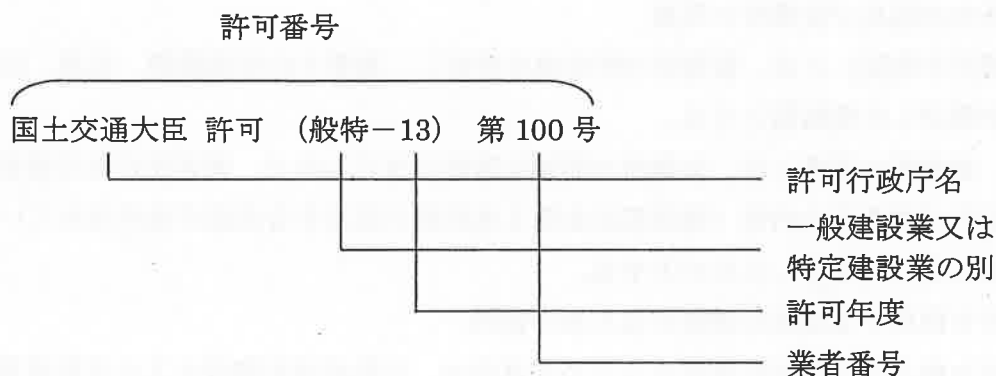 許可番号
国土交通大臣 許可 （般特－13） 第 100 号
許可行政庁名
一般建設業又は
特定建設業の別
許可年度
業者番号